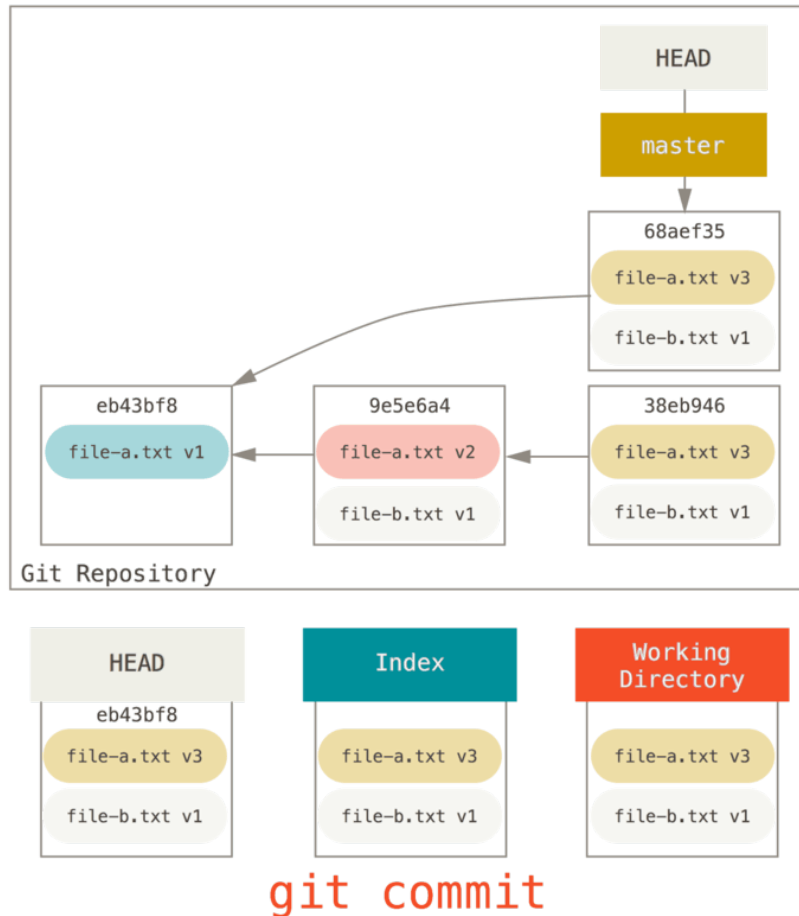 HEAD
master
68aef35
file-a.txt v3
file-b.txt v1
eb43bf8
9e5e6a4
38eb946
file-a.txt v1
file-a.txt v2
file-a.txt v3
file-b.txt v1
file-b.txt v1
Git Repository
HEAD
Index
Working
Directory
eb43bf8
file-a.txt v3
file-a.txt v3
file-a.txt v3
file-b.txt v1
file-b.txt v1
file-b.txt v1
git commit